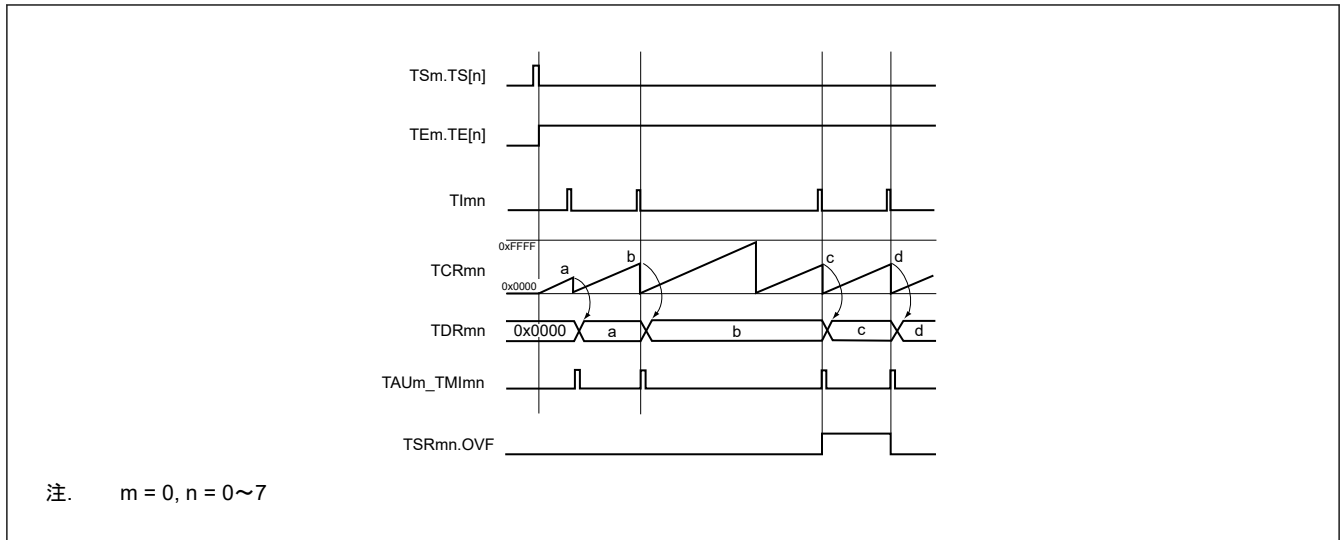 TSm.TS[n]
TEm.TE[n]
TImn
0xFFFF
TCRmn
0x0000
a
b
c
d
TDRmn
0x0000
a
b
c
d
TAUm_TMImn
TSRmn.OVF
注. m = 0, n = 0～7